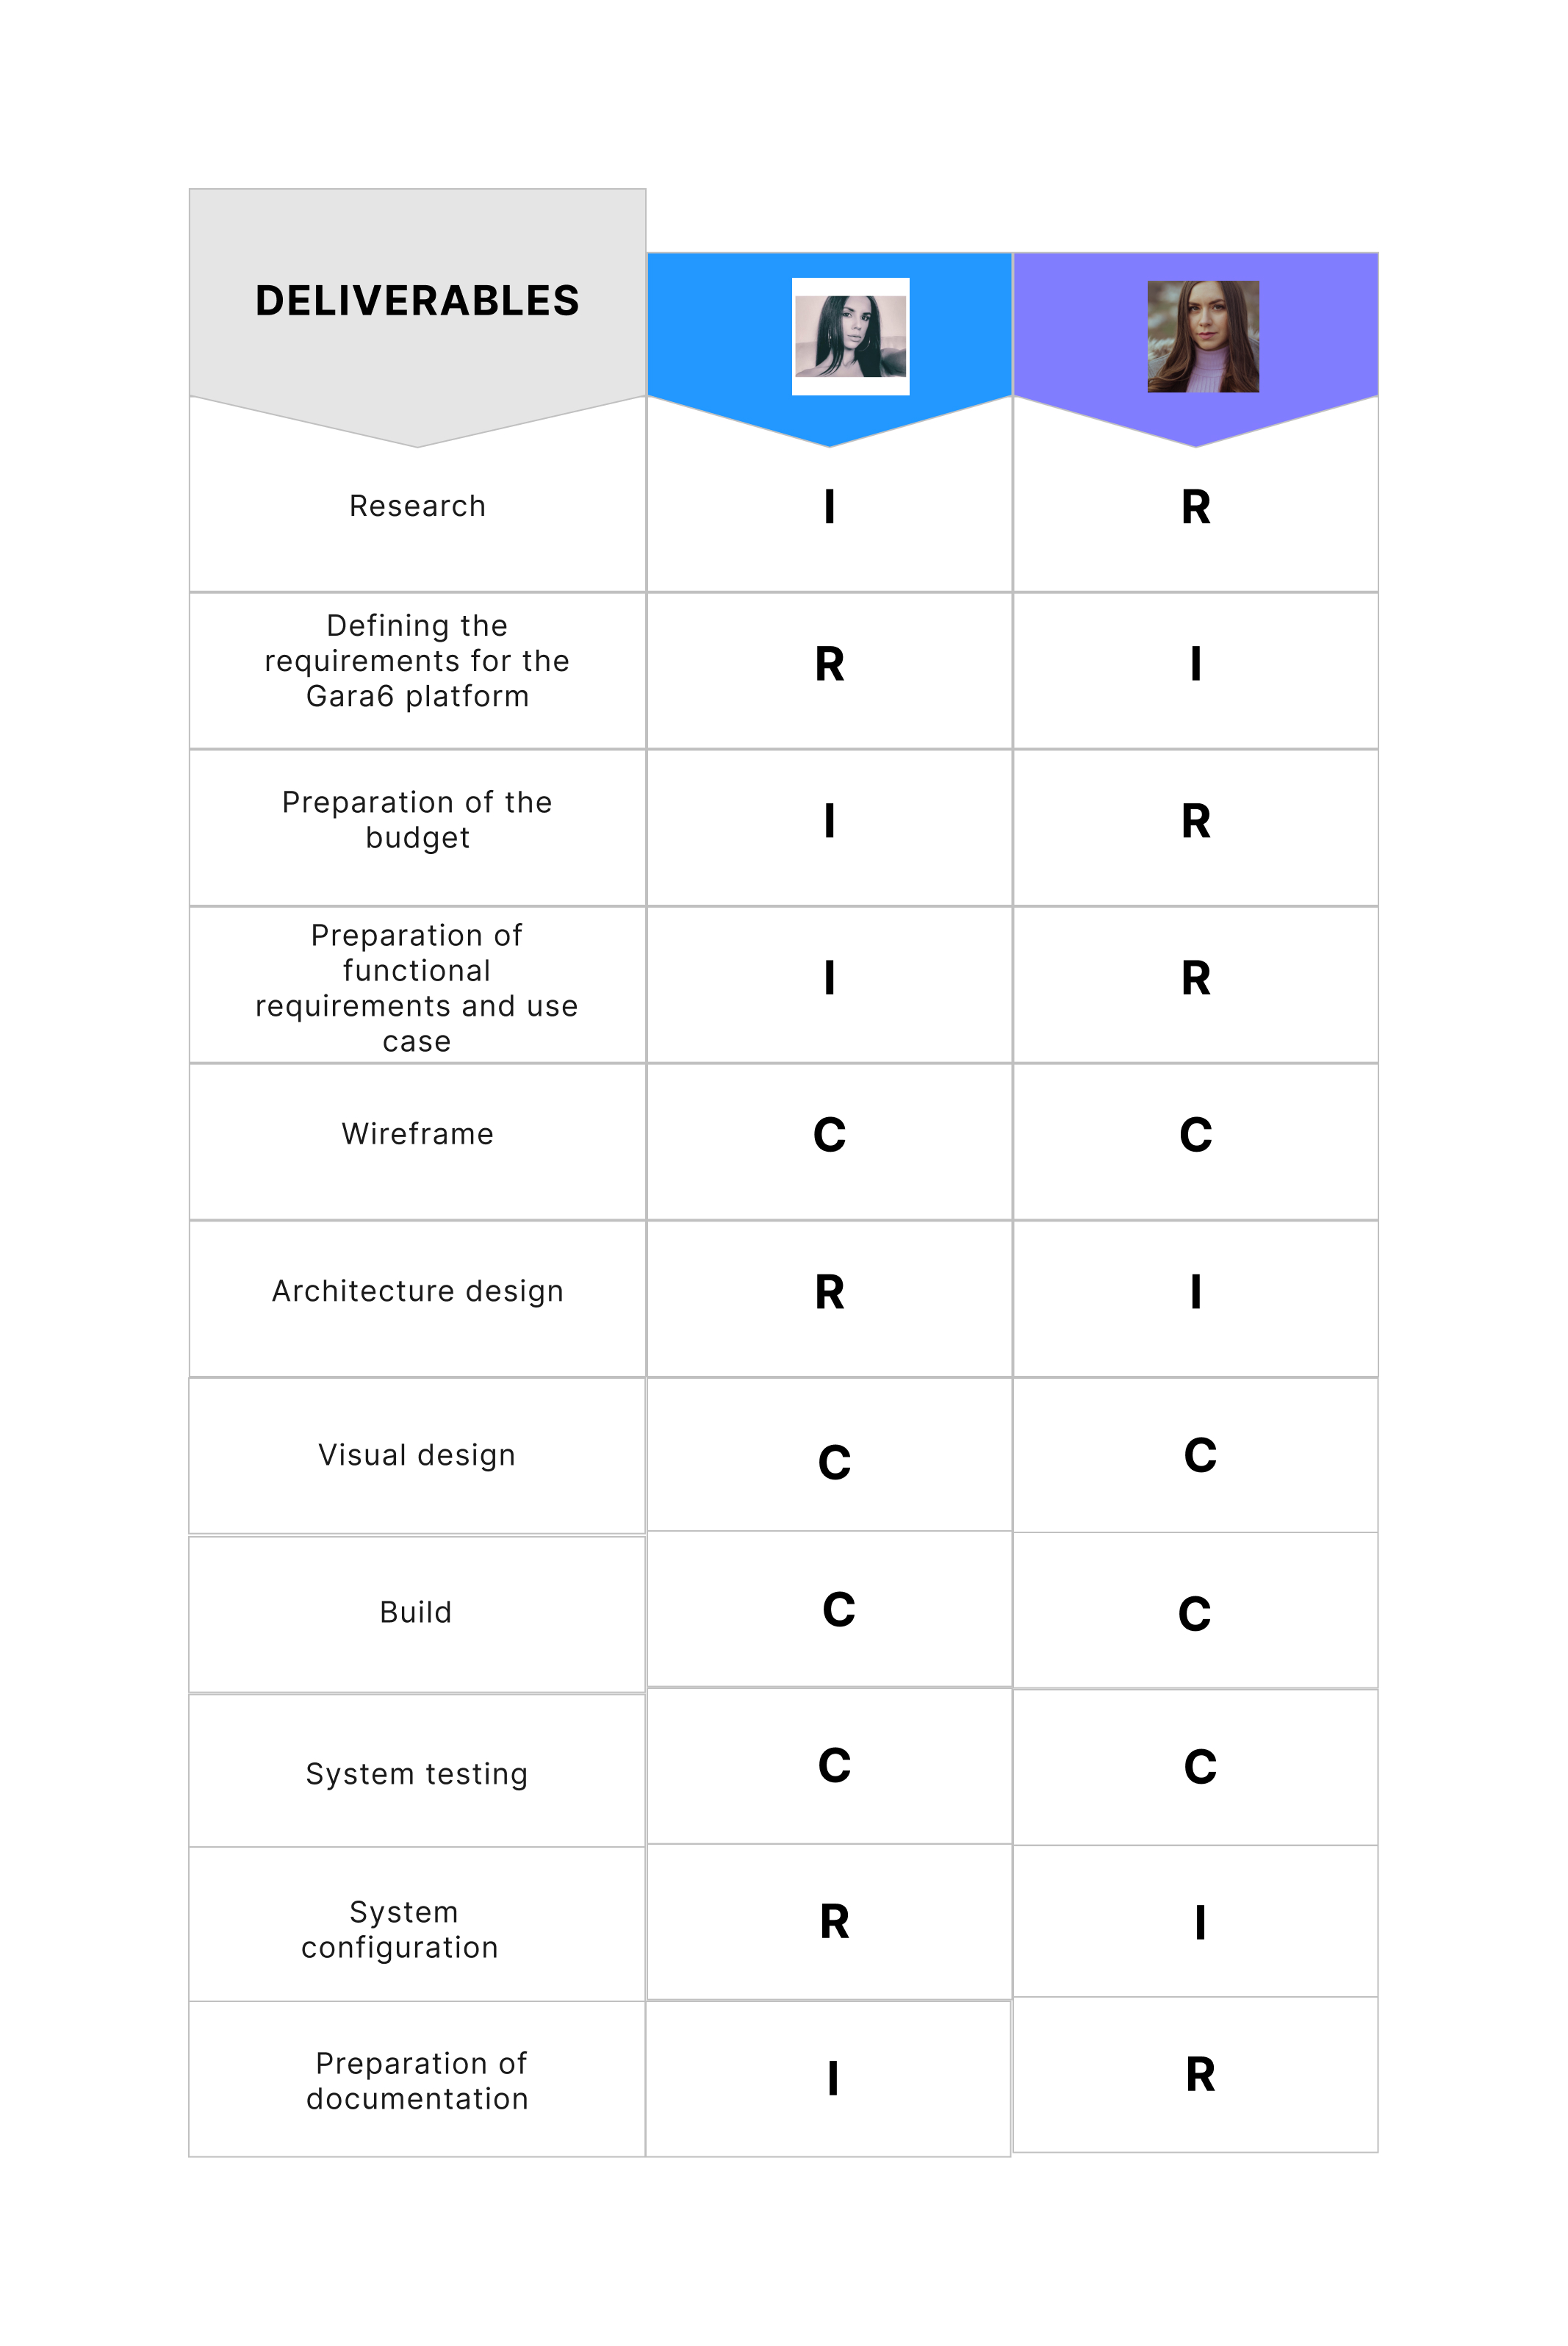 DELIVERABLES
Research
I
R
Defining the
requirements for the
Gara6 platform
R
I
Preparation of the
budget
I
R
Preparation of
functional
requirements and use
case
I
R
Wireframe
C
C
Architecture design
R
I
Visual design
C
C
Build
C
C
System testing
C
C
System
configuration
R
I
Preparation of
documentation
I
R